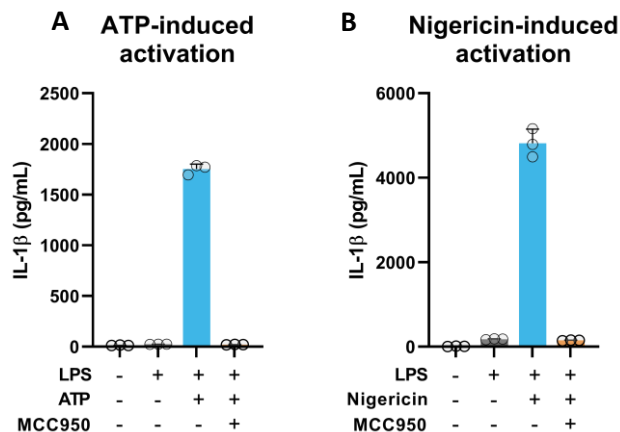 A ATP-induced
activation
2500
2000
1500
1000
500
0
IL-1β (pg/mL)
LPS - + + +
ATP - - + +
MCC950 - - - +
B Nigericin-induced
activation
6000
4000
2000
0
IL-1β (pg/mL)
LPS - + + +
Nigericin - - + +
MCC950 - - - +